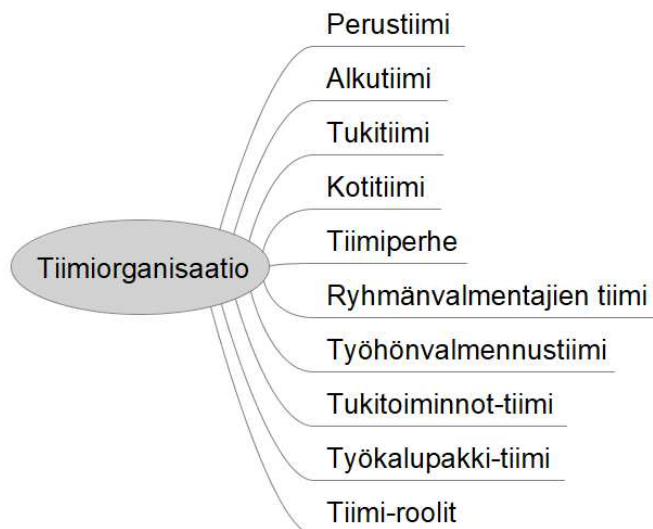 Perustiimi
Alkutiimi
Tukitiimi
Kotitiimi
Tiimiorganisaatio
Tiimiperhe
Ryhmänvalmentajien tiimi
Työhönvalmennustiimi
Tukitoiminnot-tiimi
Työkalupakki-tiimi
Tiimi-roolit